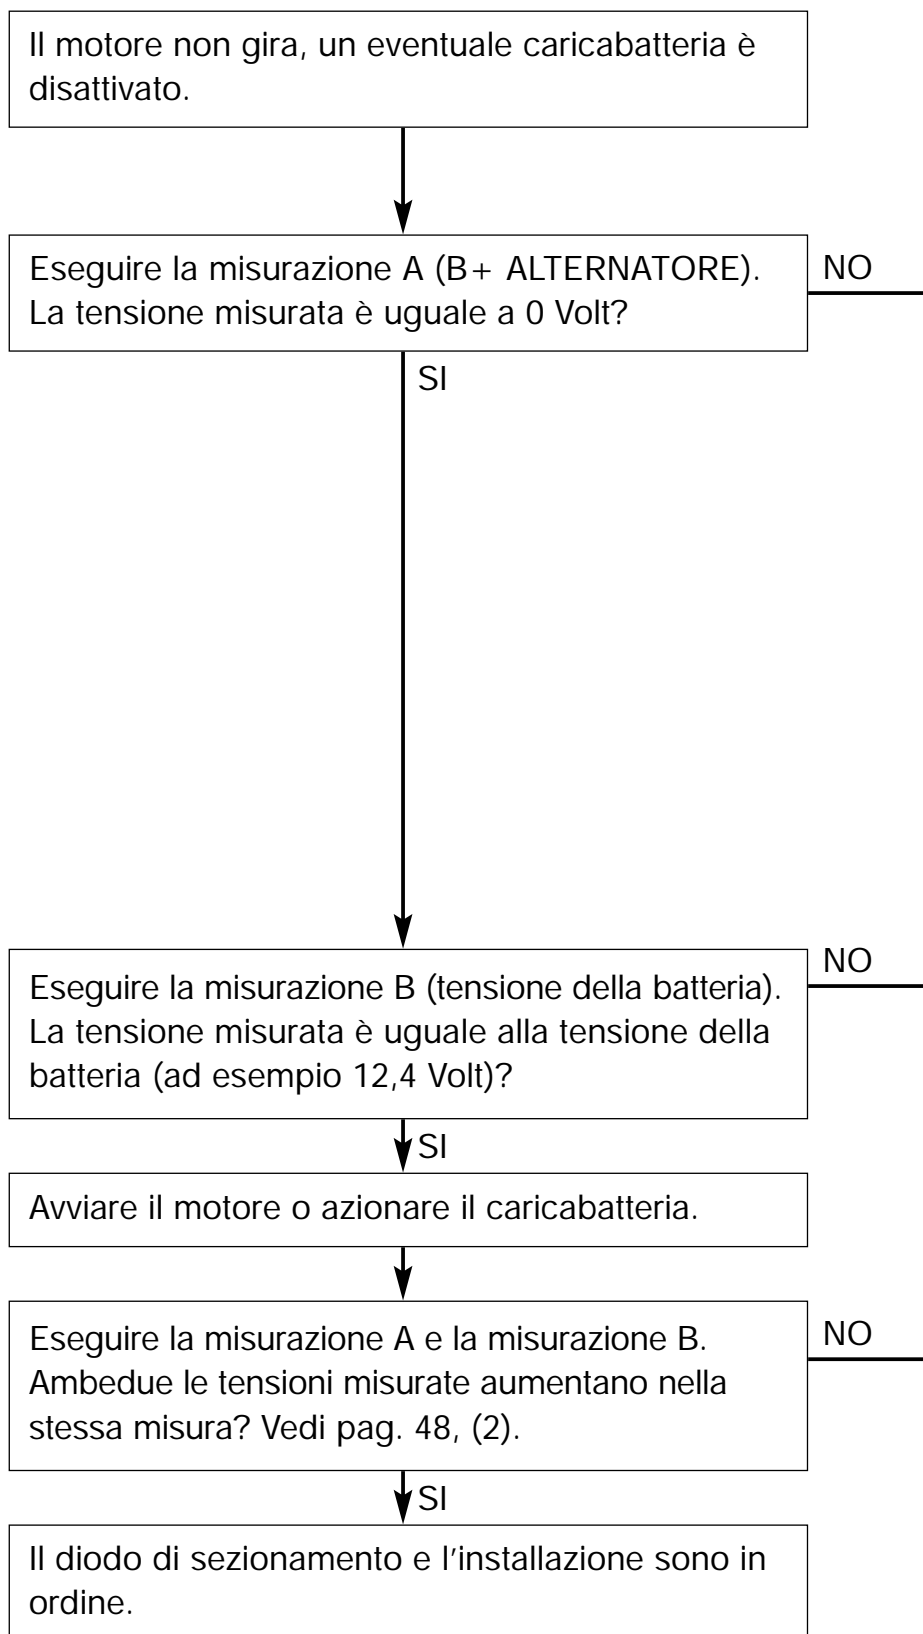 Il motore non gira, un eventuale caricabatteria è
disattivato.
Eseguire la misurazione A (B+ ALTERNATORE).
La tensione misurata è uguale a 0 Volt?
NO
SI
Eseguire la misurazione B (tensione della batteria).
La tensione misurata è uguale alla tensione della
batteria (ad esempio 12,4 Volt)?
NO
SI
Avviare il motore o azionare il caricabatteria.
Eseguire la misurazione A e la misurazione B.
Ambedue le tensioni misurate aumentano nella
stessa misura? Vedi pag. 48, (2).
NO
SI
Il diodo di sezionamento e l'installazione sono in
ordine.